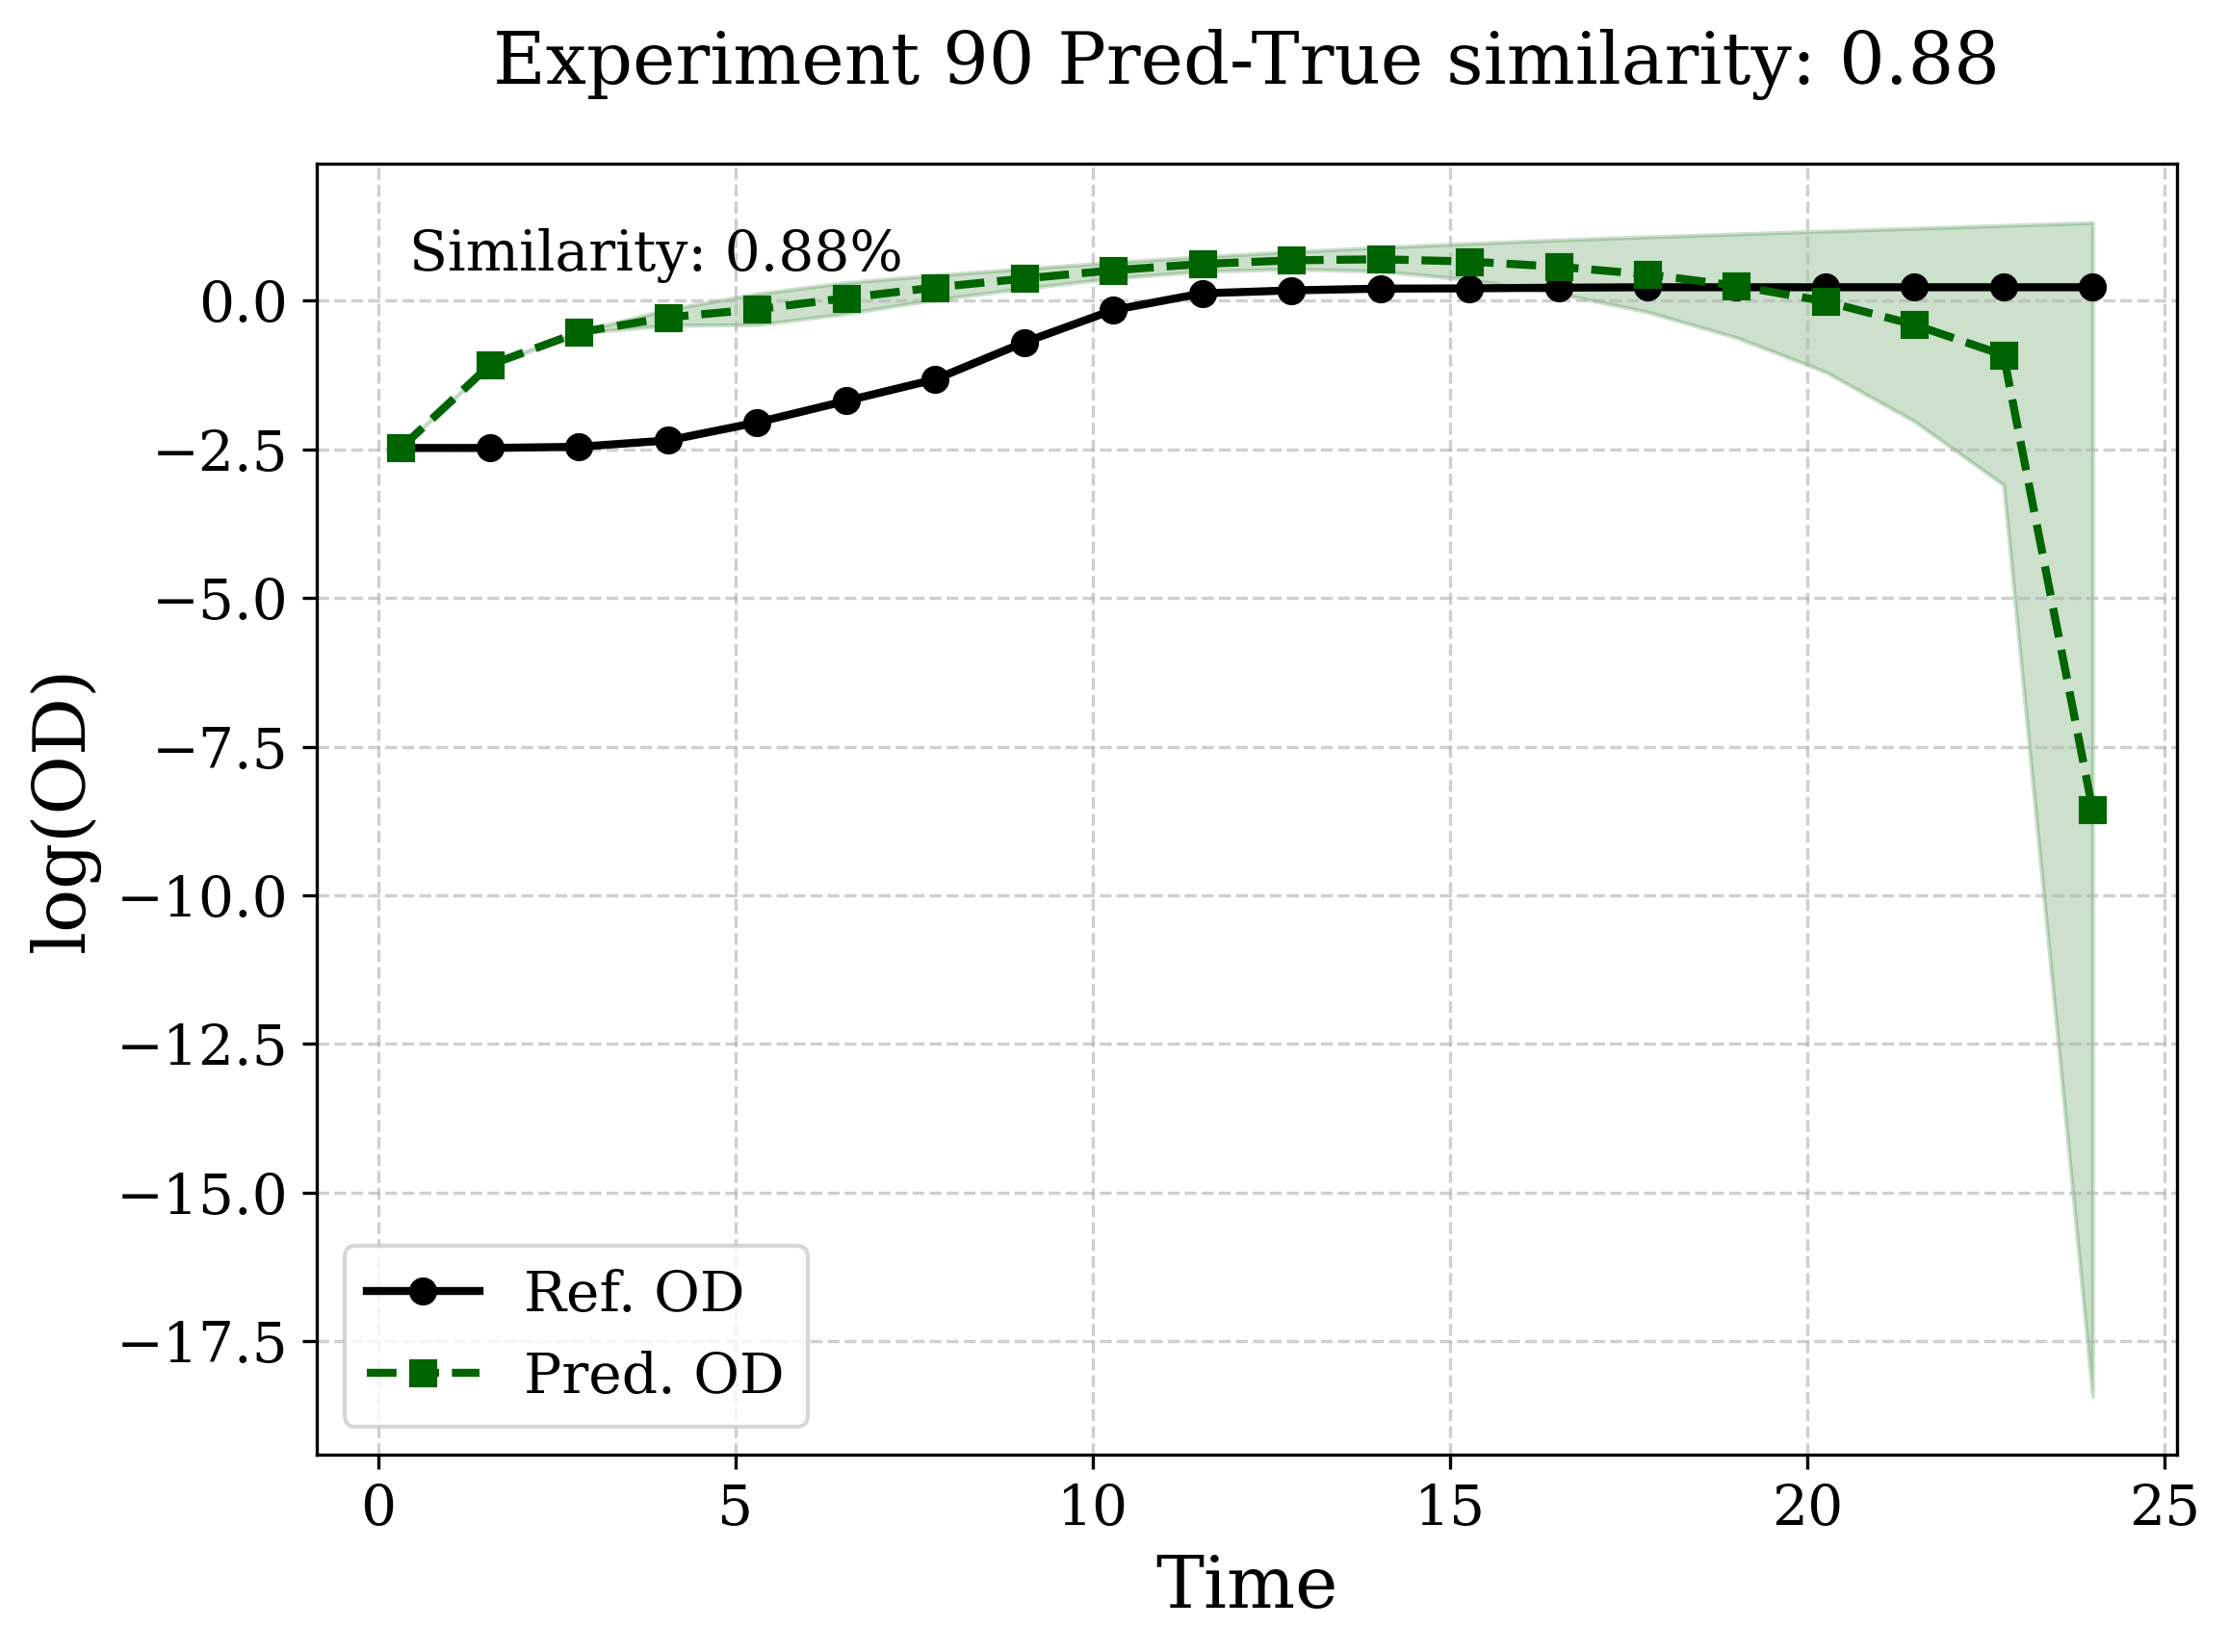 Experiment 90 Pred-True similarity: 0.88
Similarity: 0.88%
log(OD)
0.0
−2.5
−5.0
−7.5
−10.0
−12.5
−15.0
−17.5
Ref. OD
Pred. OD
0 5 10 15 20 25
Time